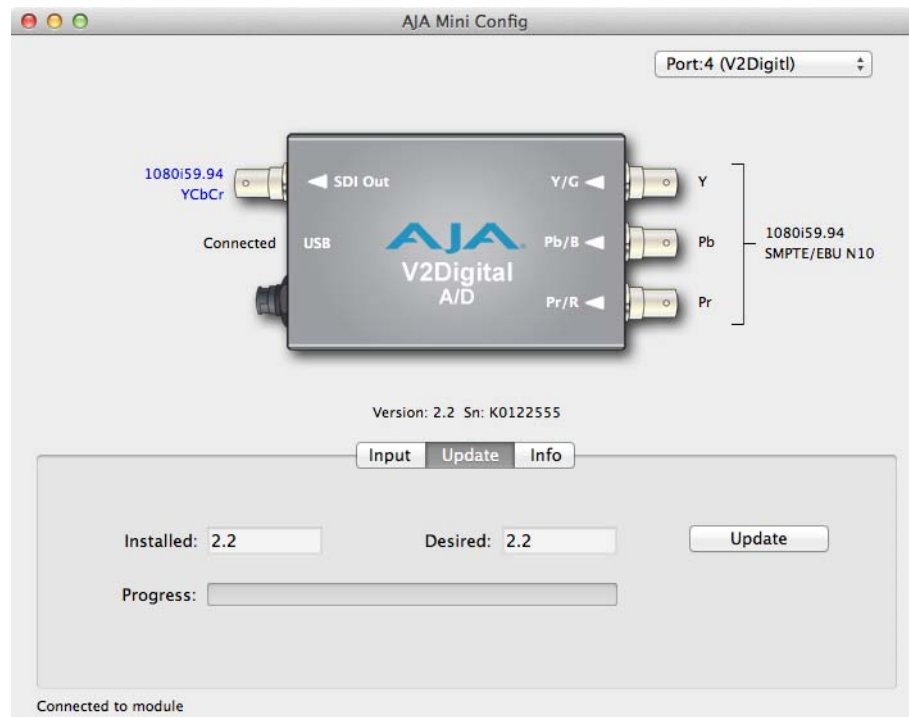 AJA Mini Config
Port:4 (V2Digitl)
1080i59.94
YCbCr
Connected
SDI Out
USB
AJA
V2Digital
A/D
Y/G
Pb/B
Pr/R
Y
Pb
Pr
1080i59.94
SMPTE/EBU N10
Version: 2.2 Sn: K0122555
Input Update Info
Installed: 2.2 Desired: 2.2 Update
Progress:
Connected to module